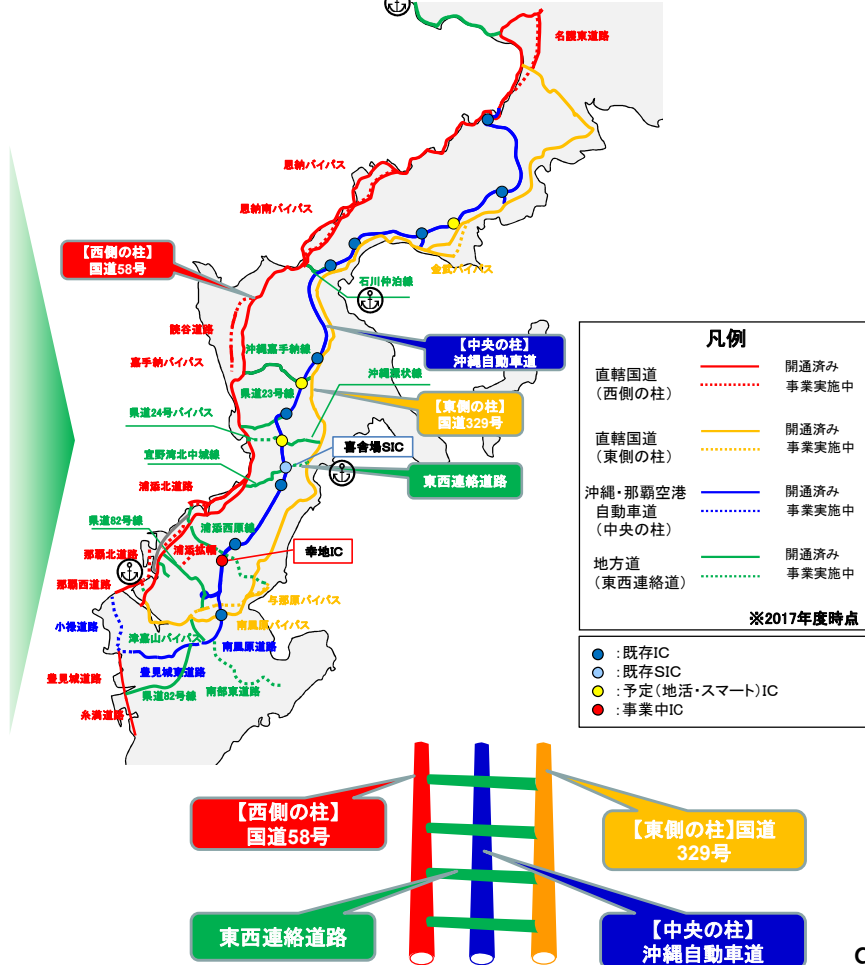 名護東道路
恩納バイパス
恩納南バイパス
【西側の柱】
国道58号
金武バイパス
石川仲泊線
読谷道路
沖縄嘉手納線
【中央の柱】
沖縄自動車道
嘉手納バイパス
沖縄環状線
県道23号線
【東側の柱】
国道329号
県道24号バイパス
喜舎場SIC
宜野湾北中城線
東西連絡道路
浦添北道路
県道82号線
浦添西原線
那覇北道路
浦添拡幅
幸地IC
那覇西道路
与那原バイパス
小禄道路
南風原バイパス
津嘉山バイパス
南風原道路
豊見城東道路
豊見城道路
南部東道路
県道82号線
糸満道路
凡例
直轄国道
(西側の柱)
開通済み
事業実施中
直轄国道
(東側の柱)
開通済み
事業実施中
沖縄・那覇空港
自動車道
(中央の柱)
開通済み
事業実施中
地方道
(東西連絡道)
開通済み
事業実施中
※2017年度時点
:既存IC
:既存SIC
:予定(地活・スマート)IC
:事業中IC
【西側の柱】
国道58号
【東側の柱】国道
329号
東西連絡道路
【中央の柱】
沖縄自動車道